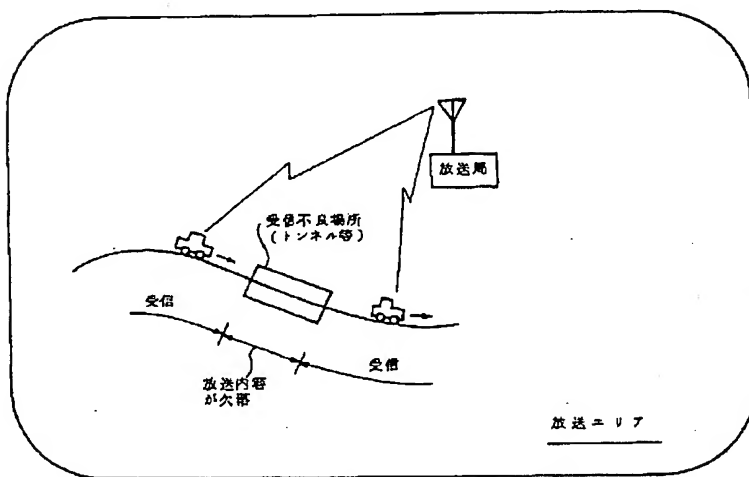 放送局
受信不良場所
(トンネル等)
受信
受信
放送内容
が欠落
放送エリア